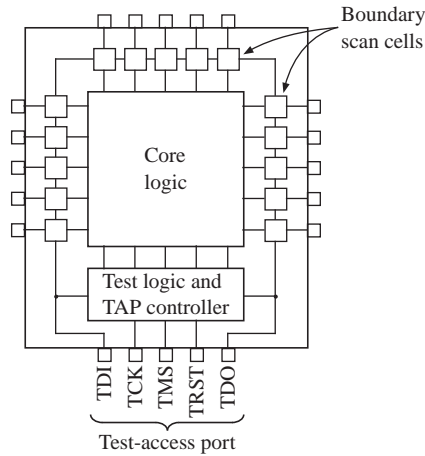 Boundary
scan cells
Core
logic
Test logic and
TAP controller
TDI
TCK
TMS
TRST
TDO
Test-access port